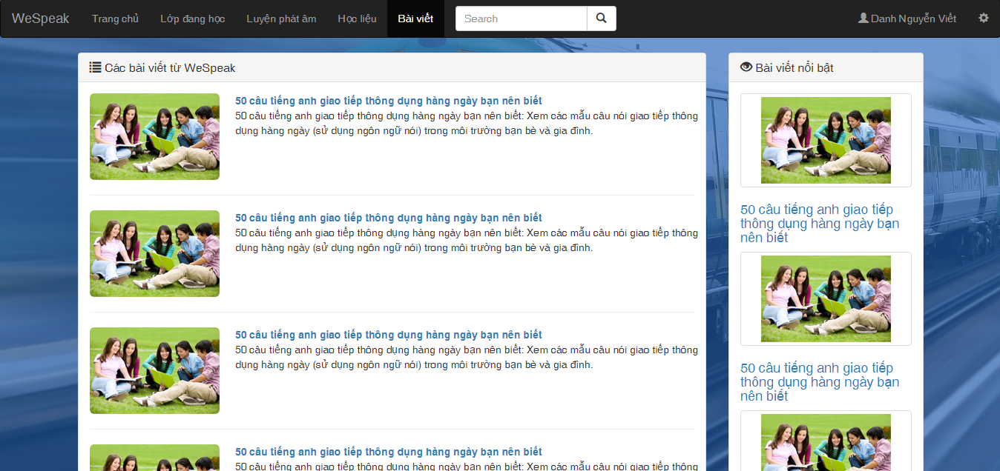 WeSpeak Trang chủ Lớp đang học Luyện phát âm Học liệu Bài viết Search Danh Nguyễn Viết
Các bài viết từ WeSpeak
50 câu tiếng anh giao tiếp thông dụng hàng ngày bạn nên biết
50 câu tiếng anh giao tiếp thông dụng hàng ngày bạn nên biết: Xem các mẫu câu nói giao tiếp thông
dụng hàng ngày (sử dụng ngôn ngữ nói) trong môi trường bạn bè và gia đình.
50 câu tiếng anh giao tiếp thông dụng hàng ngày bạn nên biết
50 câu tiếng anh giao tiếp thông dụng hàng ngày bạn nên biết: Xem các mẫu câu nói giao tiếp thông
dụng hàng ngày (sử dụng ngôn ngữ nói) trong môi trường bạn bè và gia đình.
50 câu tiếng anh giao tiếp thông dụng hàng ngày bạn nên biết
50 câu tiếng anh giao tiếp thông dụng hàng ngày bạn nên biết: Xem các mẫu câu nói giao tiếp thông
dụng hàng ngày (sử dụng ngôn ngữ nói) trong môi trường bạn bè và gia đình.
50 câu tiếng anh giao tiếp thông dụng hàng ngày bạn nên biết
50 câu tiếng anh giao tiếp thông dụng hàng ngày bạn nên biết: Xem các mẫu câu nói giao tiếp thông
Bài viết nổi bật
50 câu tiếng anh giao tiếp
thông dụng hàng ngày bạn
nên biết
50 câu tiếng anh giao tiếp
thông dụng hàng ngày bạn
nên biết